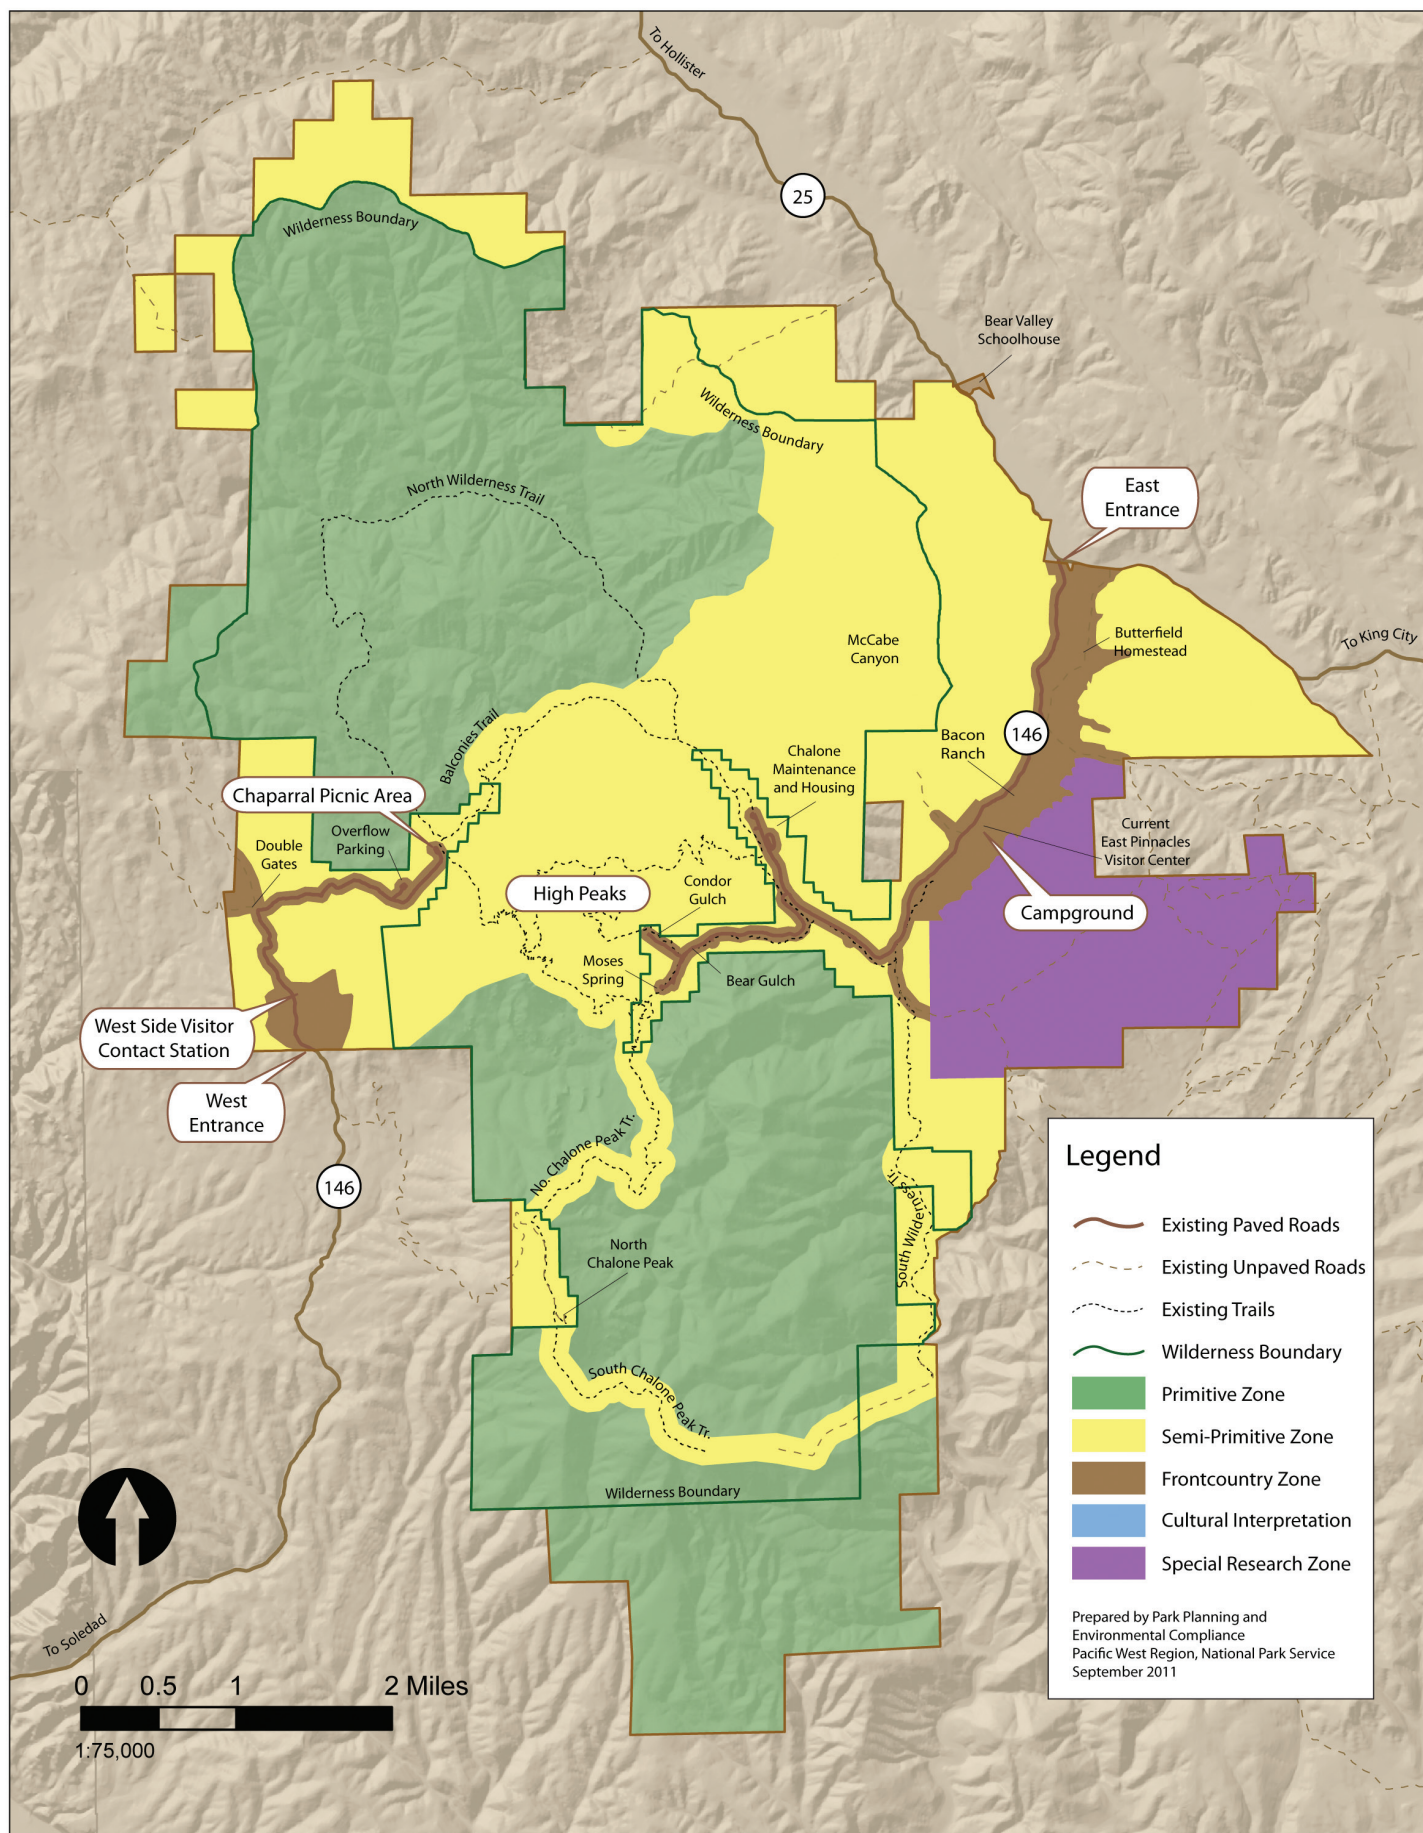 To Hollister
25
Wilderness Boundary
Bear Valley
Schoolhouse
Wilderness Boundary
North Wilderness Trail
East
Entrance
McCabe
Canyon
Butterfield
Homestead
To King City
Balconies Trail
146
Bacon
Ranch
Chalone
Maintenance
and Housing
Chaparral Picnic Area
Overflow
Parking
Double
Gates
Current
East Pinnacles
Visitor Center
High Peaks
Condor
Gulch
Campground
Moses
Spring
Bear Gulch
West Side Visitor
Contact Station
West
Entrance
No. Chalone Peak Tr.
South Wilderness Tr.
146
North
Chalone Peak
South Chalone
Peak Tr.
Wilderness Boundary
To Soledad
0 0.5 1 2 Miles
1:75,000
Legend
Existing Paved Roads
Existing Unpaved Roads
Existing Trails
Wilderness Boundary
Primitive Zone
Semi-Primitive Zone
Frontcountry Zone
Cultural Interpretation
Special Research Zone
Prepared by Park Planning and
Environmental Compliance
Pacific West Region, National Park Service
September 2011